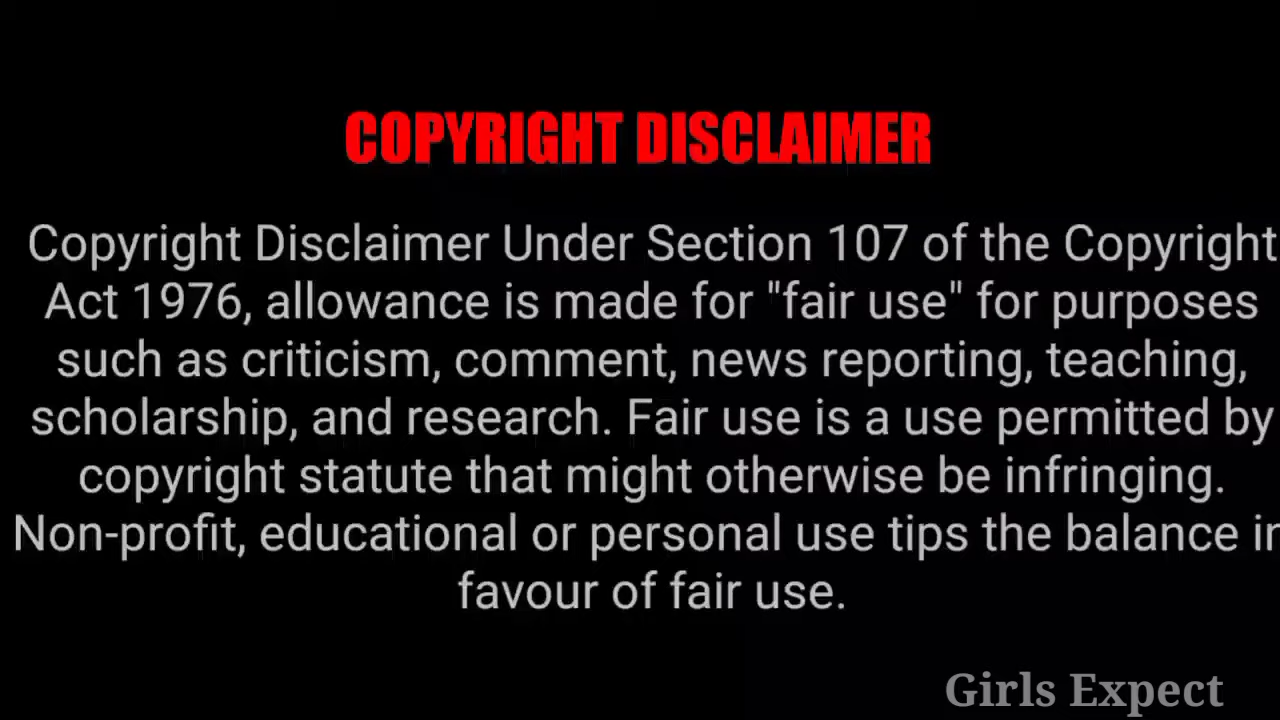 COPYRIGHT DISCLAIMER
Copyright Disclaimer Under Section 107 of the Copyright
Act 1976, allowance is made for "fair use" for purposes
such as criticism, comment, news reporting, teaching,
scholarship, and research. Fair use is a use permitted by
copyright statute that might otherwise be infringing.
Non-profit, educational or personal use tips the balance in
favour of fair use.
Girls Expect